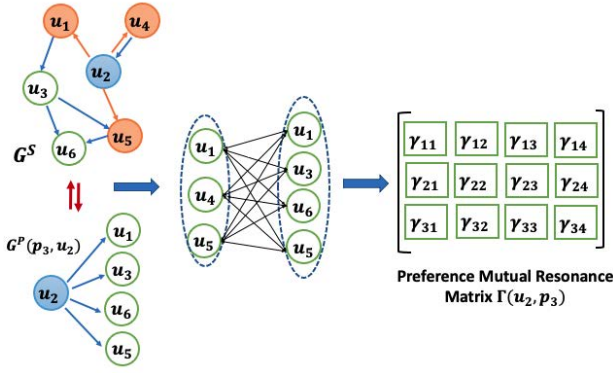 u₁
u₄
u₂
u₃
u₅
u₆
Gˢ
Gᴾ(p₃, u₂)
u₂
u₁
u₃
u₆
u₅
u₁
u₄
u₅
u₁
u₃
u₆
u₅
γ₁₁ γ₁₂ γ₁₃ γ₁₄
γ₂₁ γ₂₂ γ₂₃ γ₂₄
γ₃₁ γ₃₂ γ₃₃ γ₃₄
Preference Mutual Resonance
Matrix Γ(u₂, p₃)